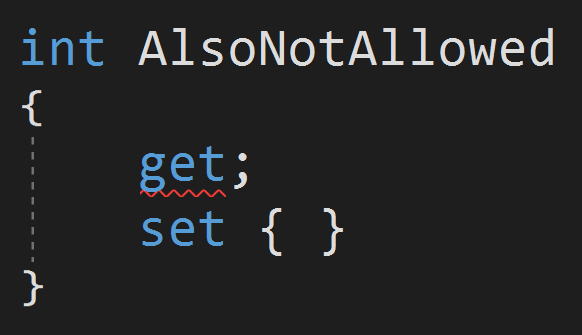 int AlsoNotAllowed
{
get;
set { }
}